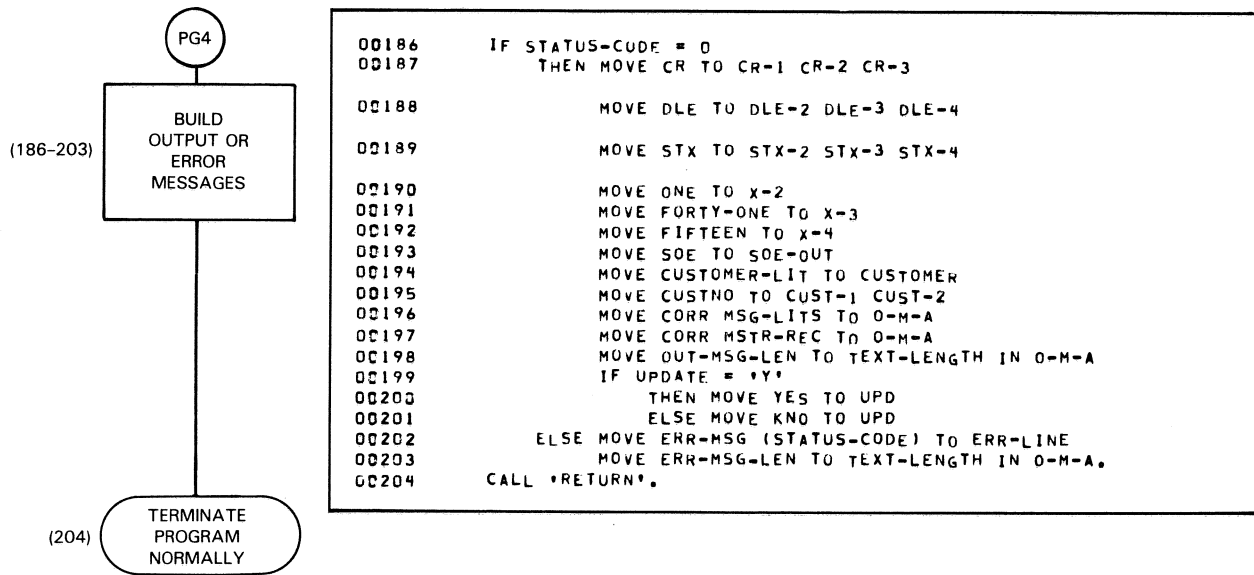 PG4
BUILD
OUTPUT OR
ERROR
MESSAGES
(186-203)
00186 IF STATUS-CUDE = 0
00187 THEN MOVE CR TO CR-1 CR-2 CR-3
00188 MOVE DLE TO DLE-2 DLE-3 DLE-4
00189 MOVE STX TO STX-2 STX-3 STX-4
00190 MOVE ONE TO X-2
00191 MOVE FORTY-ONE TO X-3
00192 MOVE FIFTEEN TO X-4
00193 MOVE SOE TO SOE-OUT
00194 MOVE CUSTOMER-LIT TO CUSTOMER
00195 MOVE CUSTNO TO CUST-1 CUST-2
00196 MOVE CORR MSG-LITS TO O-M-A
00197 MOVE CORR MSTR-REC TO O-M-A
00198 MOVE OUT-MSG-LEN TO TEXT-LENGTH IN O-M-A
00199 IF UPDATE = 'Y'
00200 THEN MOVE YES TO UPD
00201 ELSE MOVE KNO TO UPD
00202 ELSE MOVE ERR-MSG (STATUS-CODE) TO ERR-LINE
00203 MOVE ERR-MSG-LEN TO TEXT-LENGTH IN O-M-A.
00204 CALL 'RETURN'.
(204)
TERMINATE
PROGRAM
NORMALLY